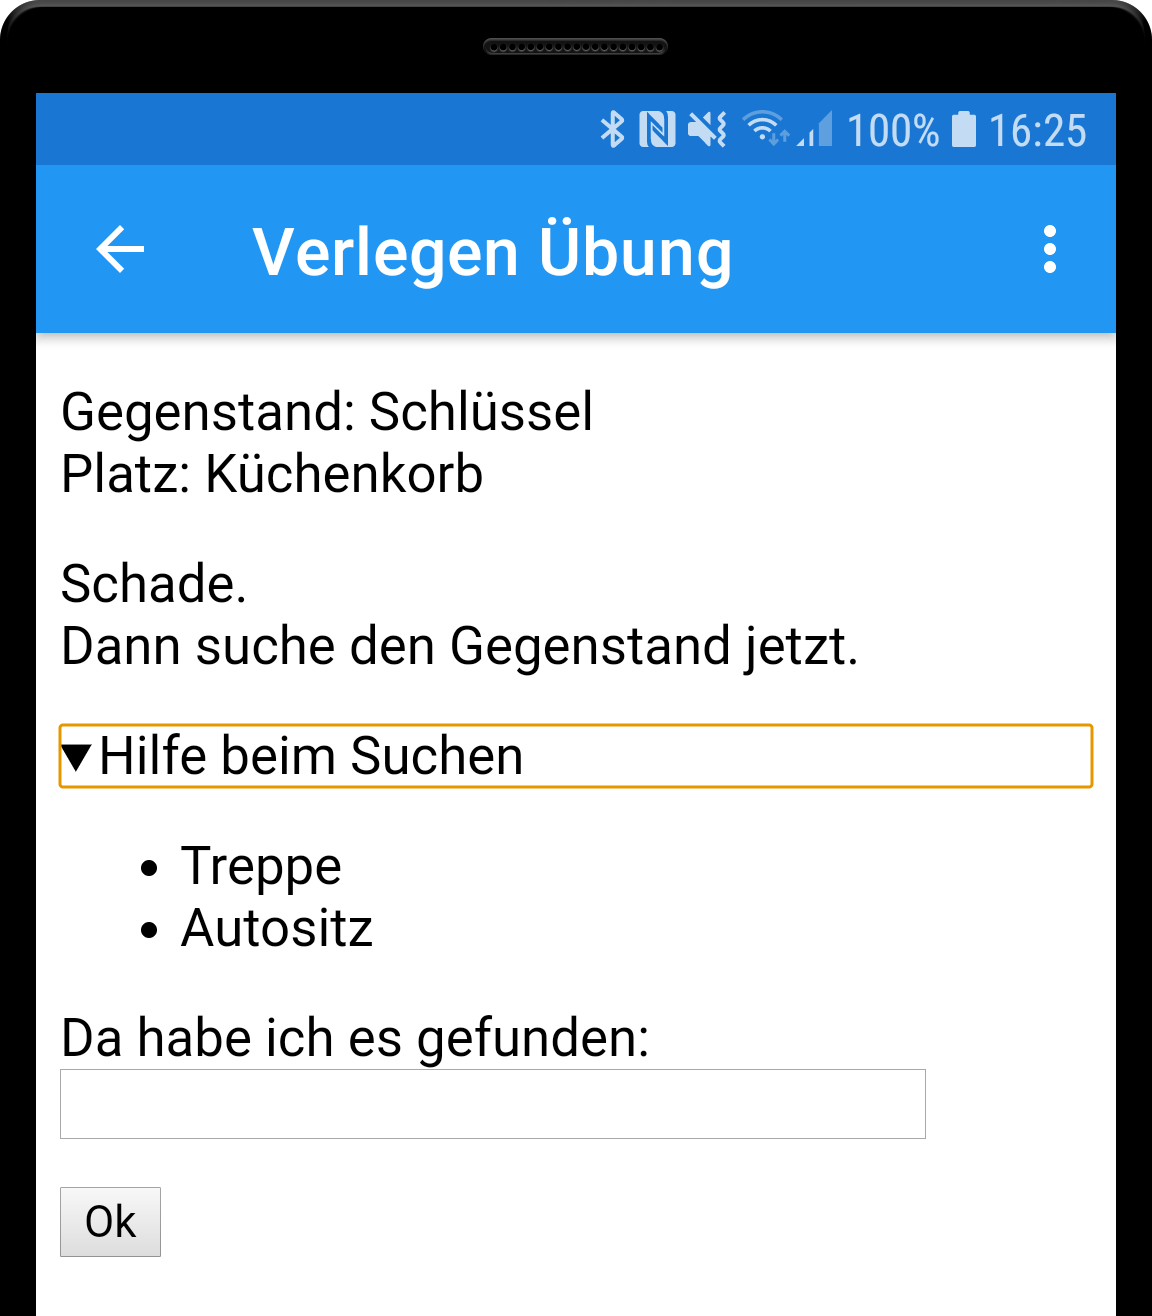 100% 16:25
Verlegen Übung
Gegenstand: Schlüssel
Platz: Küchenkorb
Schade.
Dann suche den Gegenstand jetzt.
▼Hilfe beim Suchen
• Treppe
• Autositz
Da habe ich es gefunden:
Ok